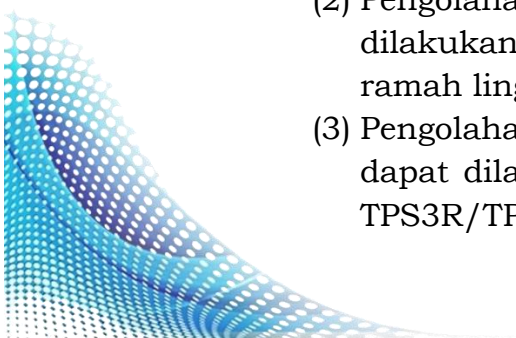 (2) Pengolaha
dilakukan
ramah ling
(3) Pengolaha
dapat dila
TPS3R/TP